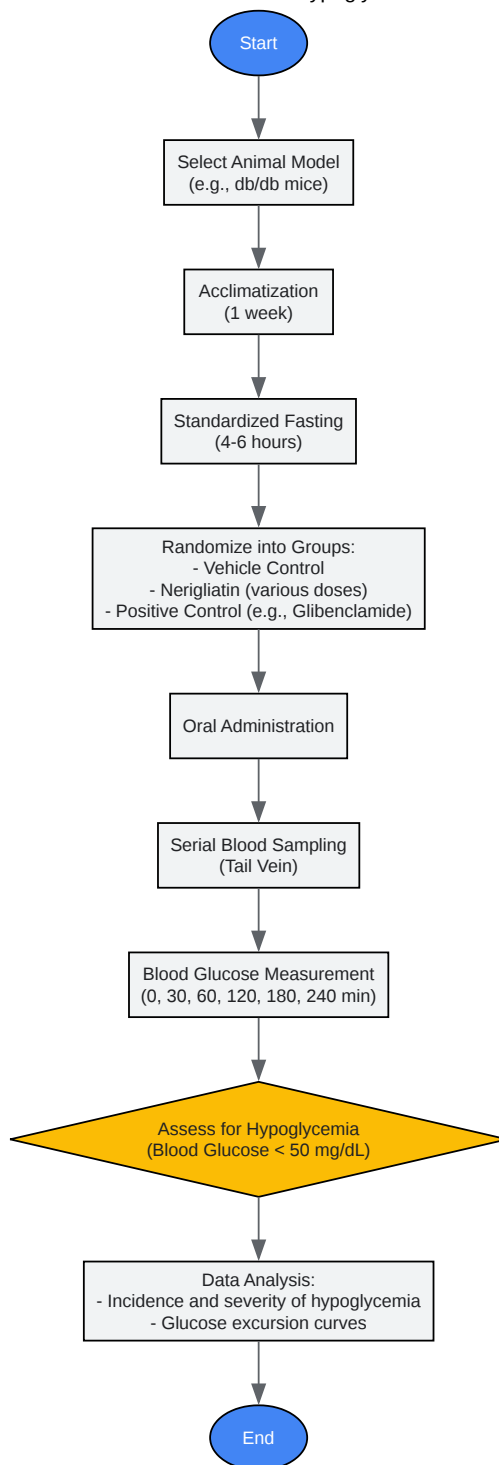 Start
Select Animal Model
(e.g., db/db mice)
Acclimatization
(1 week)
Standardized Fasting
(4-6 hours)
Randomize into Groups:
- Vehicle Control
- Nerigliatin (various doses)
- Positive Control (e.g., Glibenclamide)
Oral Administration
Serial Blood Sampling
(Tail Vein)
Blood Glucose Measurement
(0, 30, 60, 120, 180, 240 min)
Assess for Hypoglycemia
(Blood Glucose < 50 mg/dL)
Data Analysis:
- Incidence and severity of hypoglycemia
- Glucose excursion curves
End